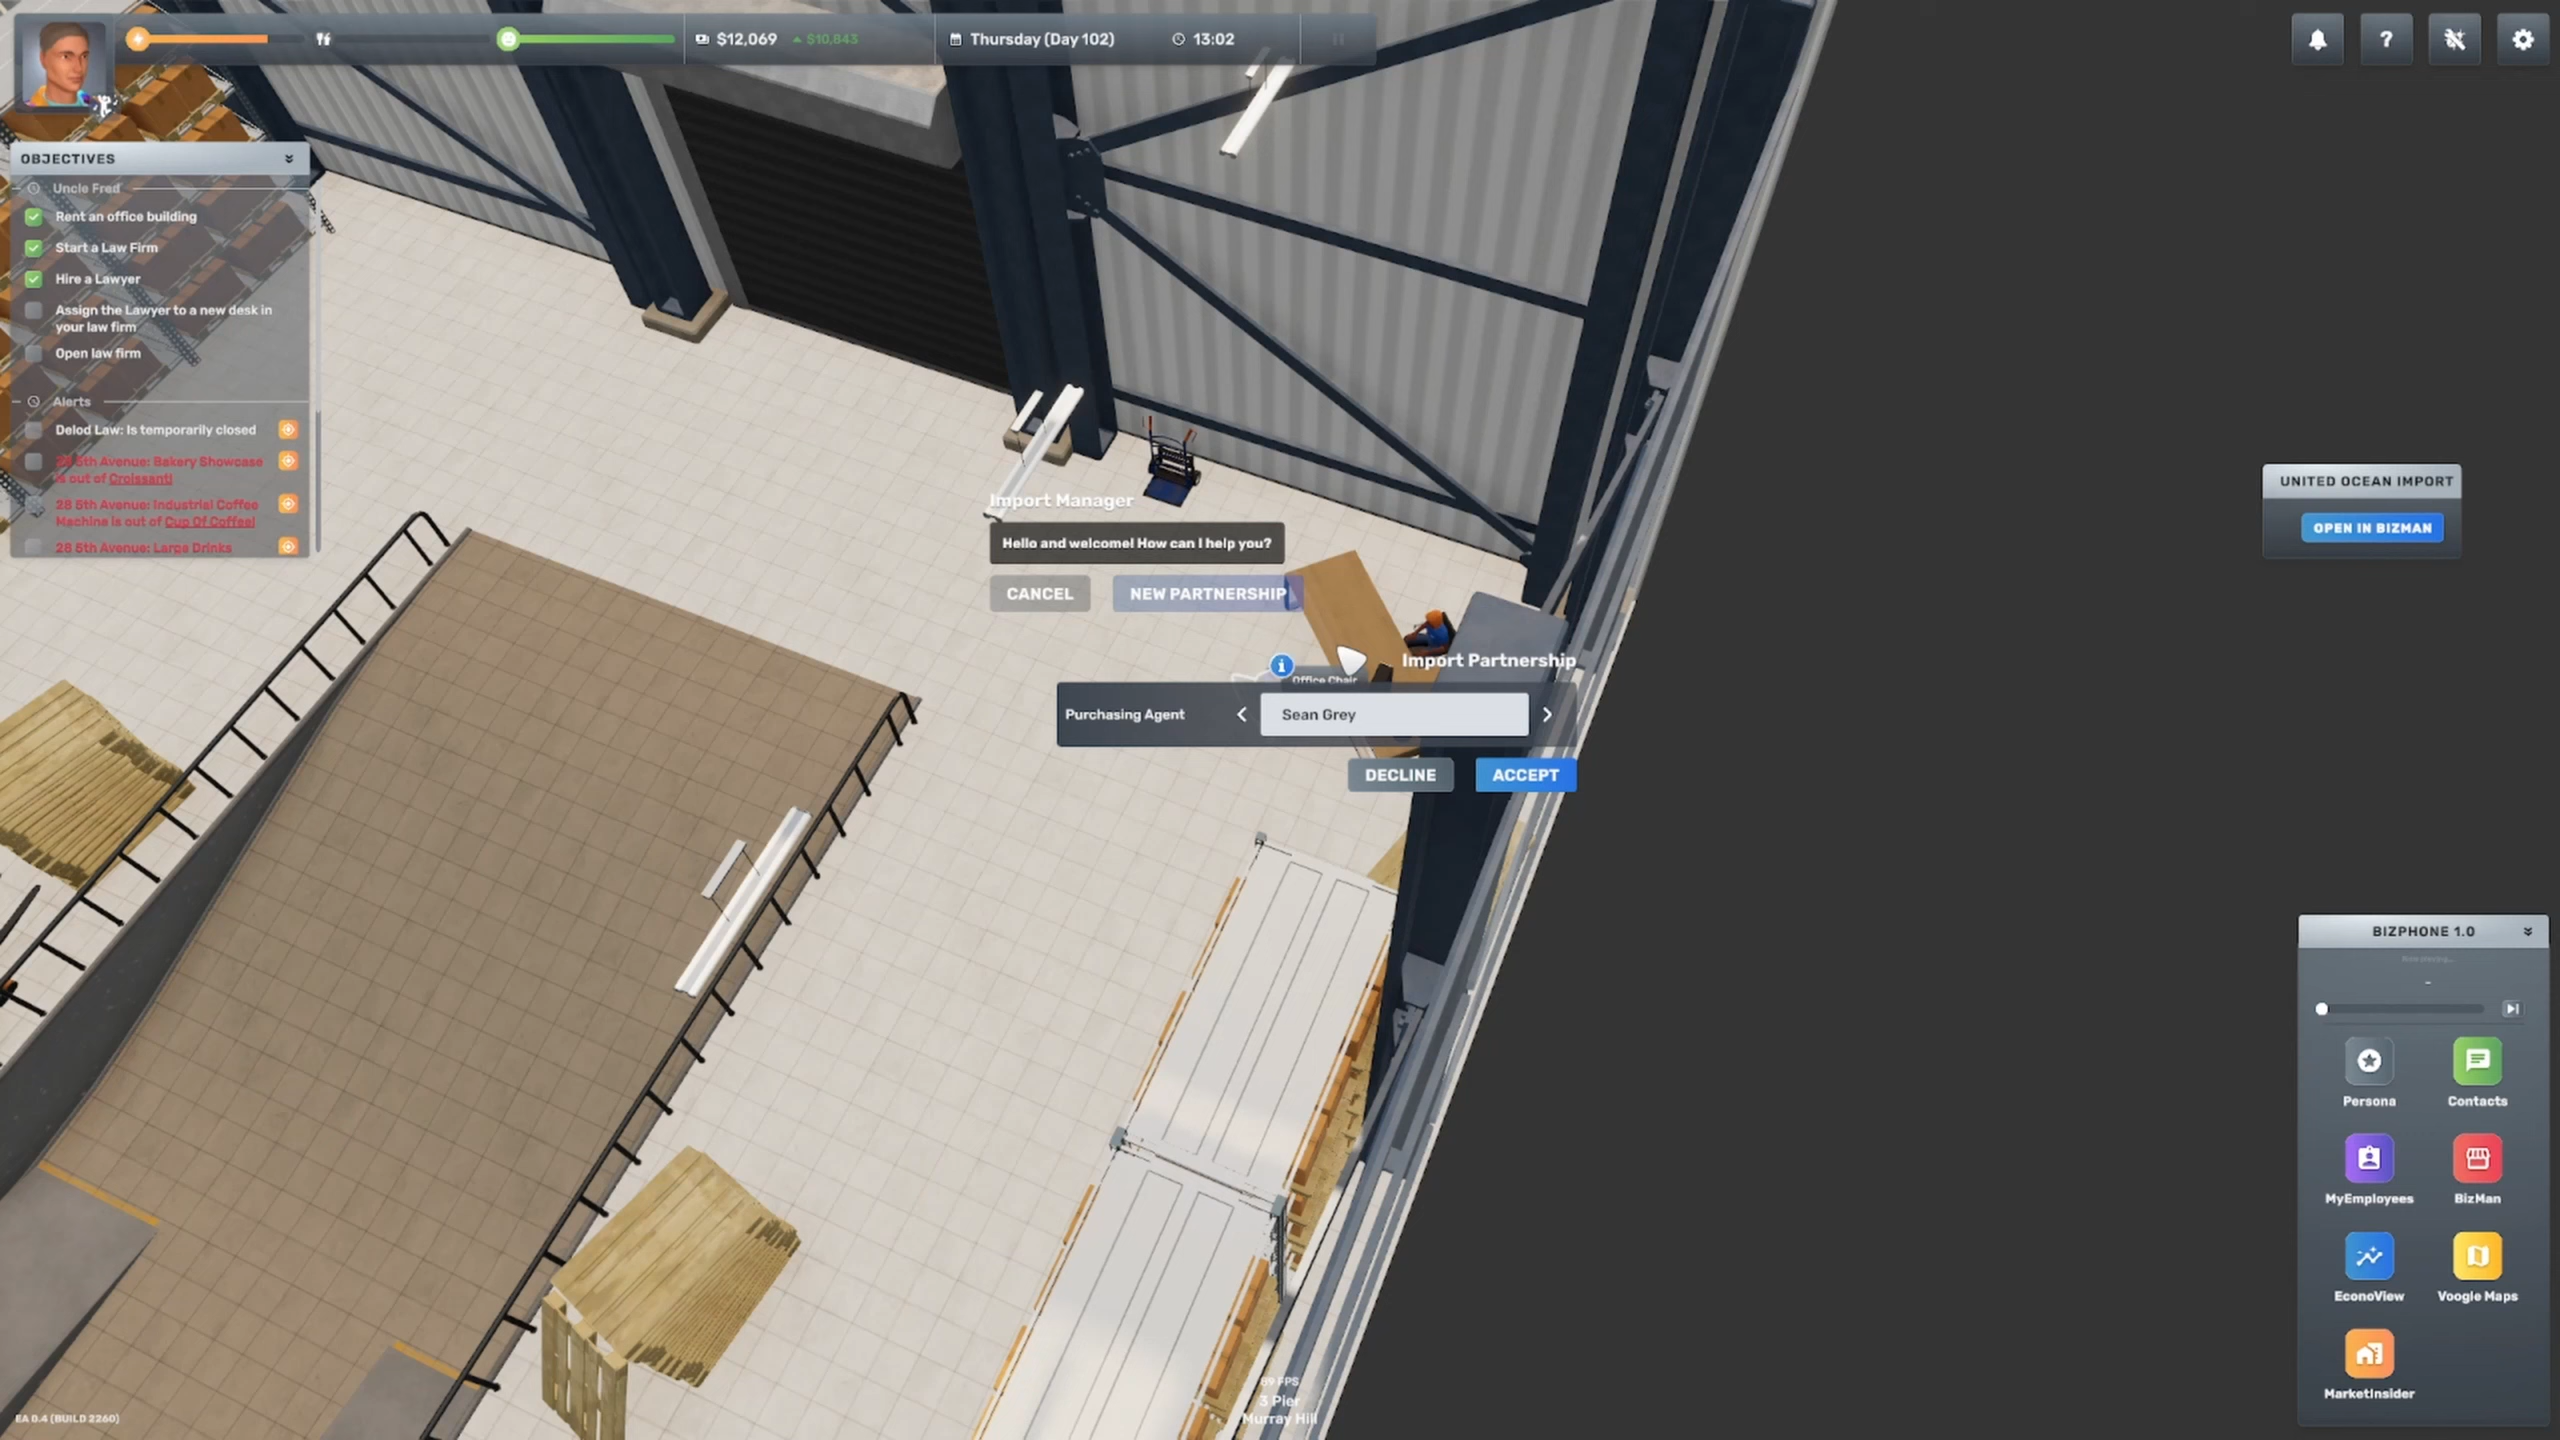 $12,069
$10,843
Thursday (Day 102)
13:02
OBJECTIVES
Uncle Fred
Rent an office building
Start a Law Firm
Hire a Lawyer
Assign the Lawyer to a new desk in
your law firm
Open law firm
Alerts
Delod Law: Is temporarily closed
5th Avenue: Bakery Showcase
is out of Croissant!
28 5th Avenue: Industrial Coffee
Machine is out of Cup Of Coffee!
28 5th Avenue: Large Drinks
Import Manager
Hello and welcome! How can I help you?
CANCEL
NEW PARTNERSHIP
Office Chair
Import Partnership
Purchasing Agent
Sean Grey
DECLINE
ACCEPT
UNITED OCEAN IMPORT
OPEN IN BIZMAN
BIZPHONE 1.0
Persona
Contacts
MyEmployees
BizMan
EconoView
Voogle Maps
MarketInsider
89 FPS
3 Pier
Murray Hill
EA 0.4 (BUILD 2260)